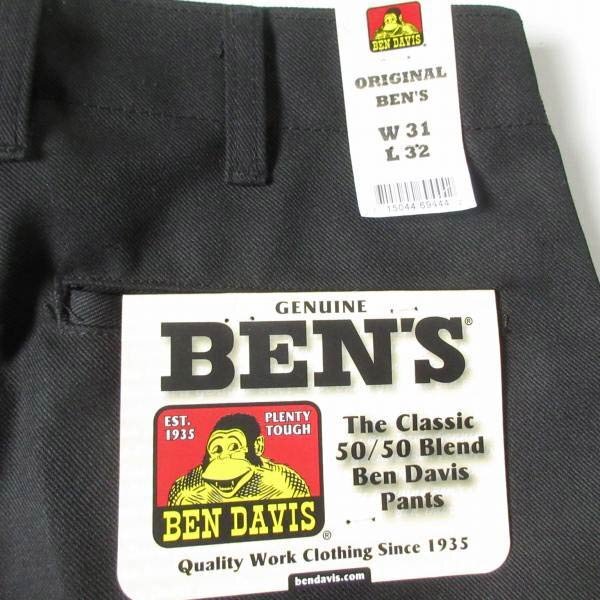 BEN DAVIS
ORIGINAL
BEN'S
W 31
L 32
15044 69444
GENUINE
BEN'S®
EST.
1935
PLENTY
TOUGH
BEN DAVIS®
The Classic
50/50 Blend
Ben Davis
Pants
Quality Work Clothing Since 1935
bendavis.com